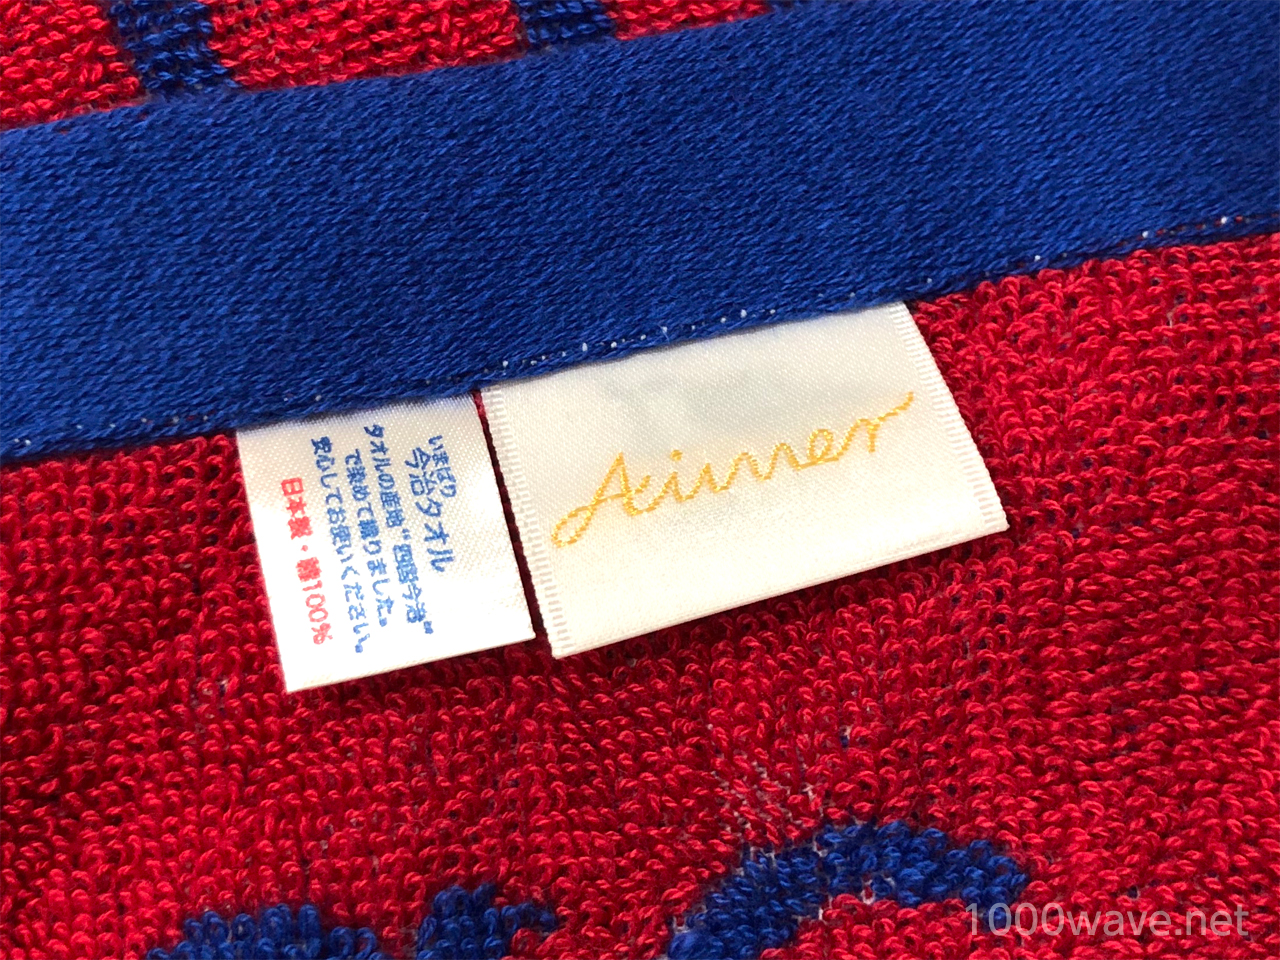 いまばり
今治タオル
タオルの産地"四国今治"
で染めて織りました。
安心してお使いください。
日本製・綿100%
Aimer
1000wave.net